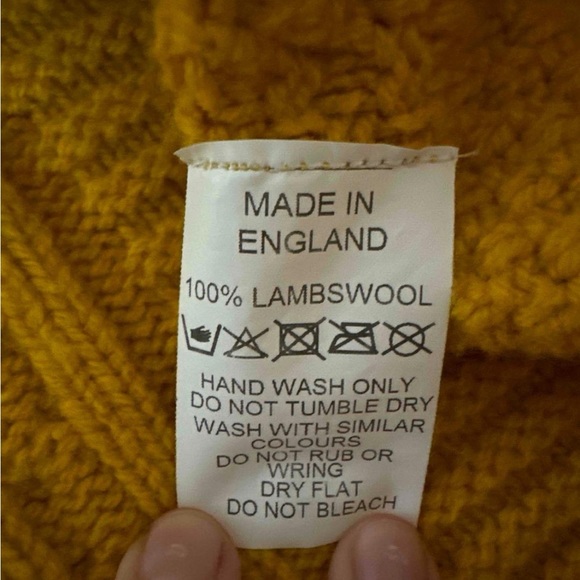 MADE IN
ENGLAND
100% LAMBSWOOL
HAND WASH ONLY
DO NOT TUMBLE DRY
WASH WITH SIMILAR
COLOURS
DO NOT RUB OR
WRING
DRY FLAT
DO NOT BLEACH